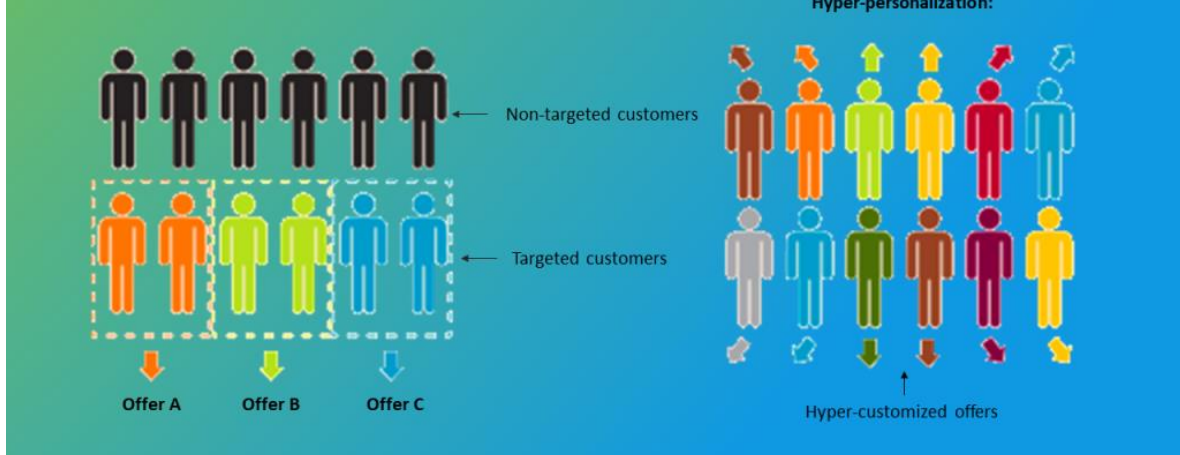 Hyper-personalization:
Non-targeted customers
Targeted customers
Offer A
Offer B
Offer C
Hyper-customized offers